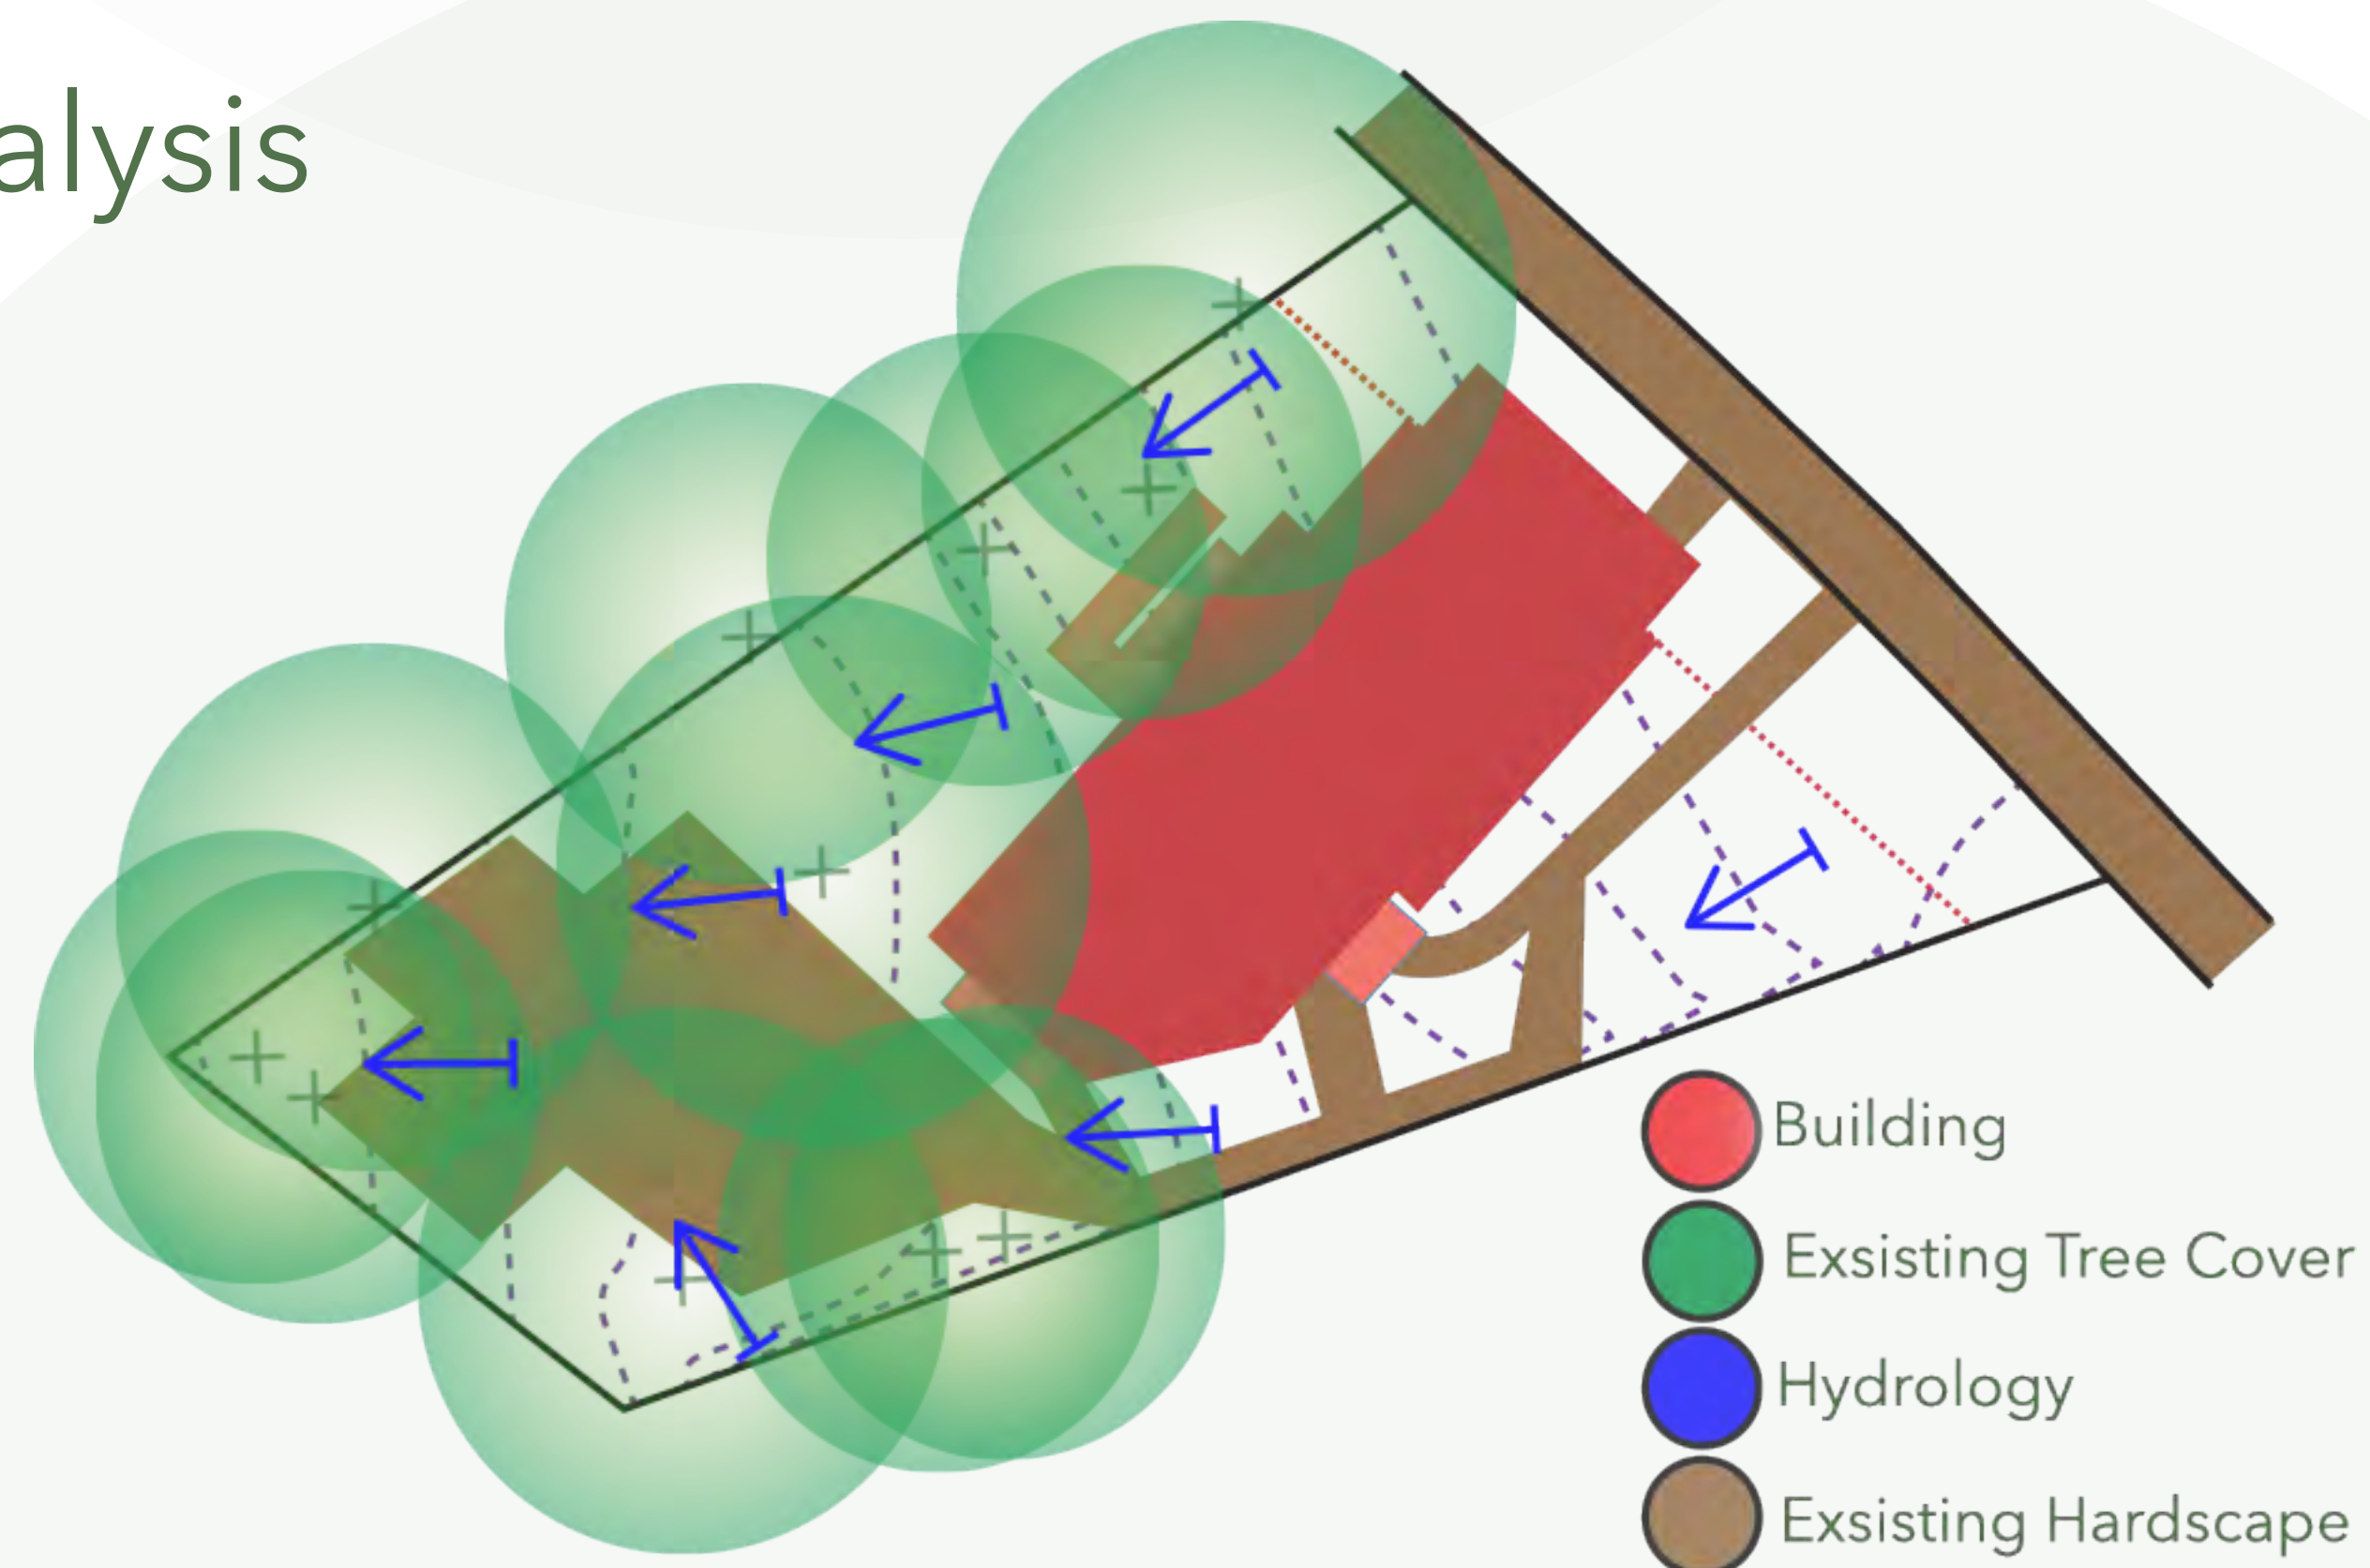 alysis
Building
Exsisting Tree Cover
Hydrology
Exsisting Hardscape